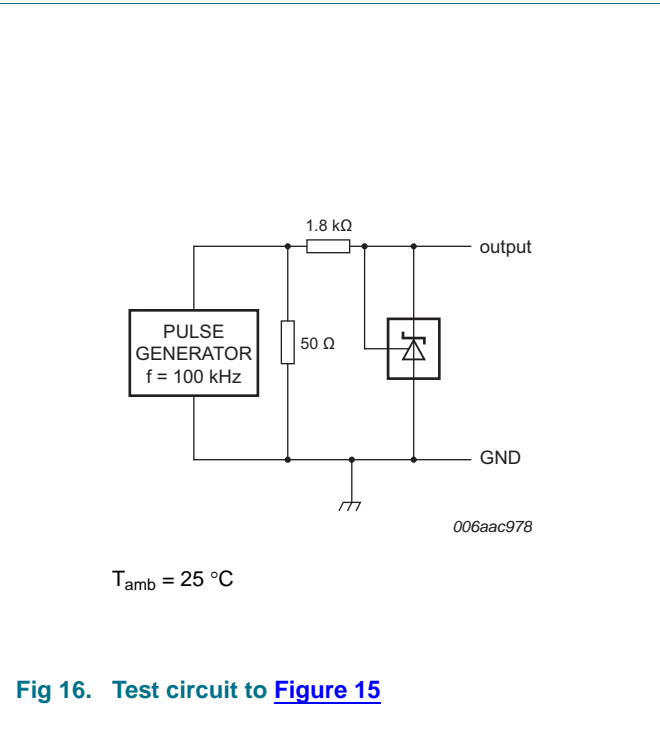 1.8 kΩ
output
PULSE
GENERATOR
f = 100 kHz
50 Ω
GND
006aac978
Tamb = 25 °C
Fig 16. Test circuit to Figure 15